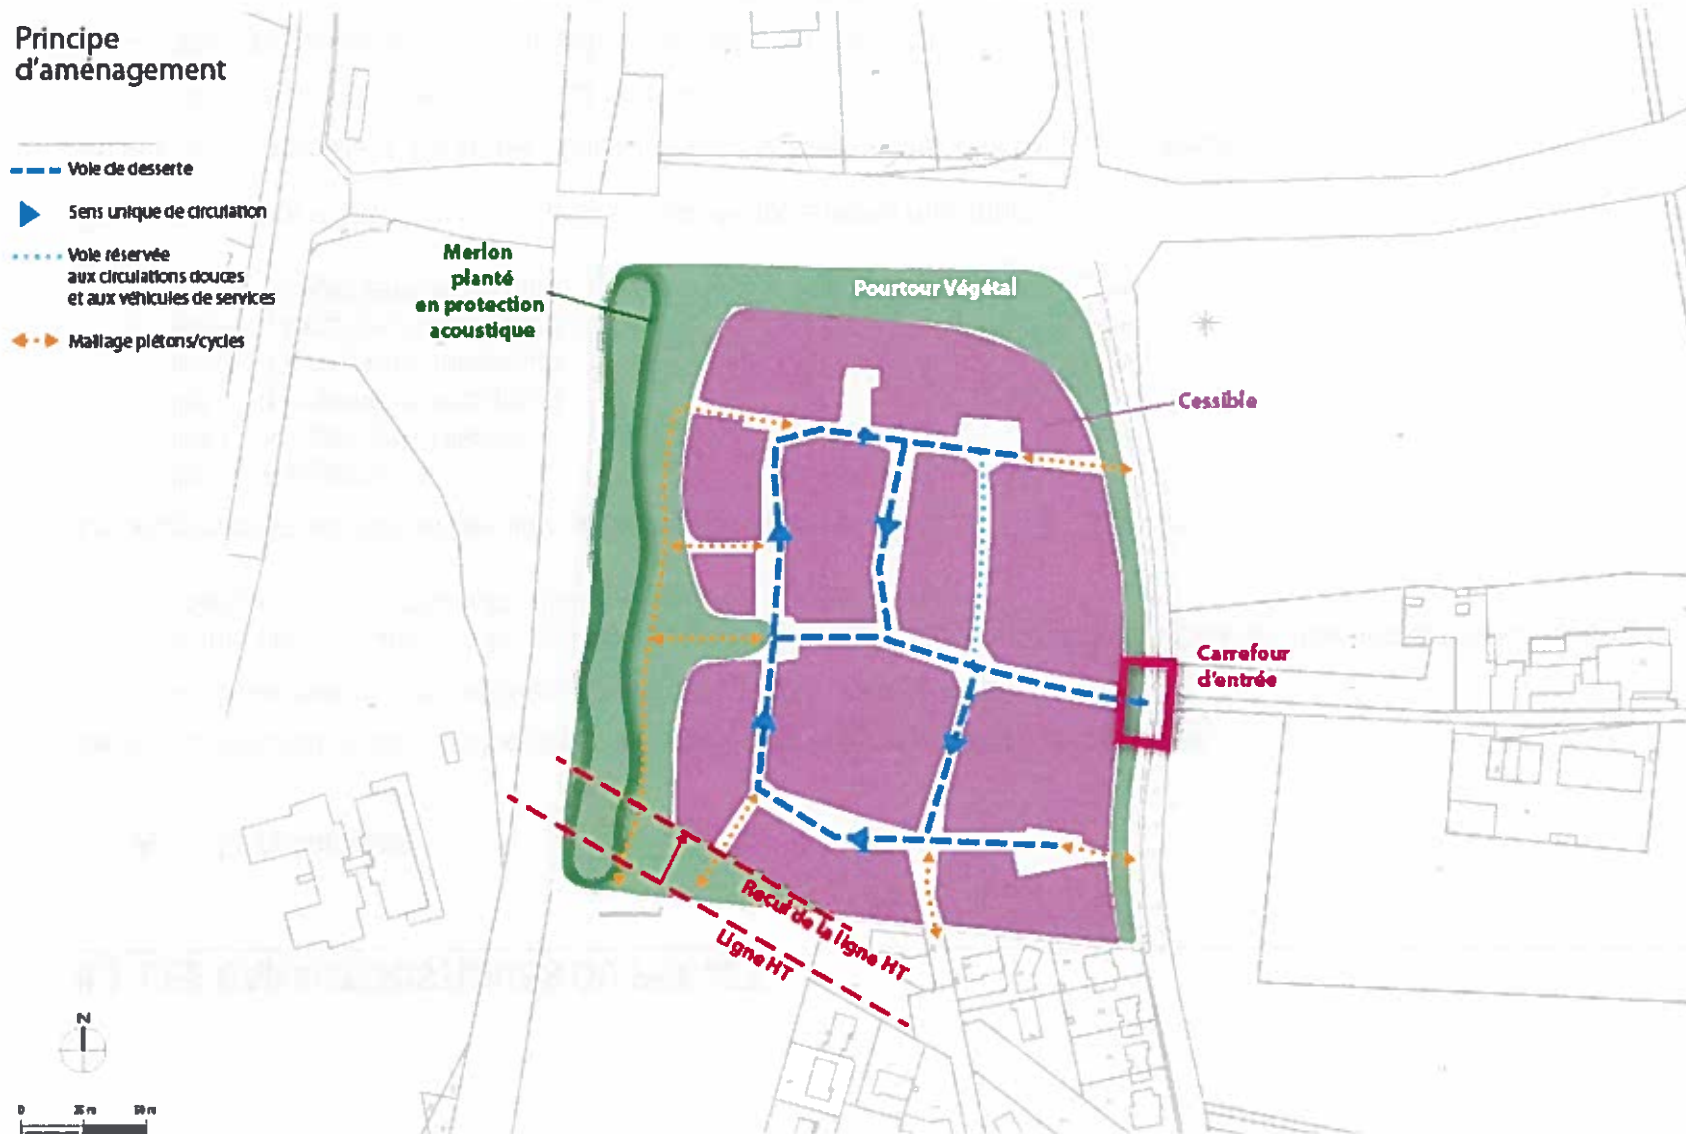 Principe
d'aménagement
Voie de desserte
Sens unique de circulation
Voie réservée
aux circulations douces
et aux véhicules de services
Maillage piétons/cycles
Merlon
planté
en protection
acoustique
Pourtour Végétal
Cessible
Carrefour
d'entrée
Recul de la ligne HT
Ligne HT
N
0 25 m 50 m